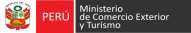 PERÚ
Ministerio
de Comercio Exterior
y Turismo